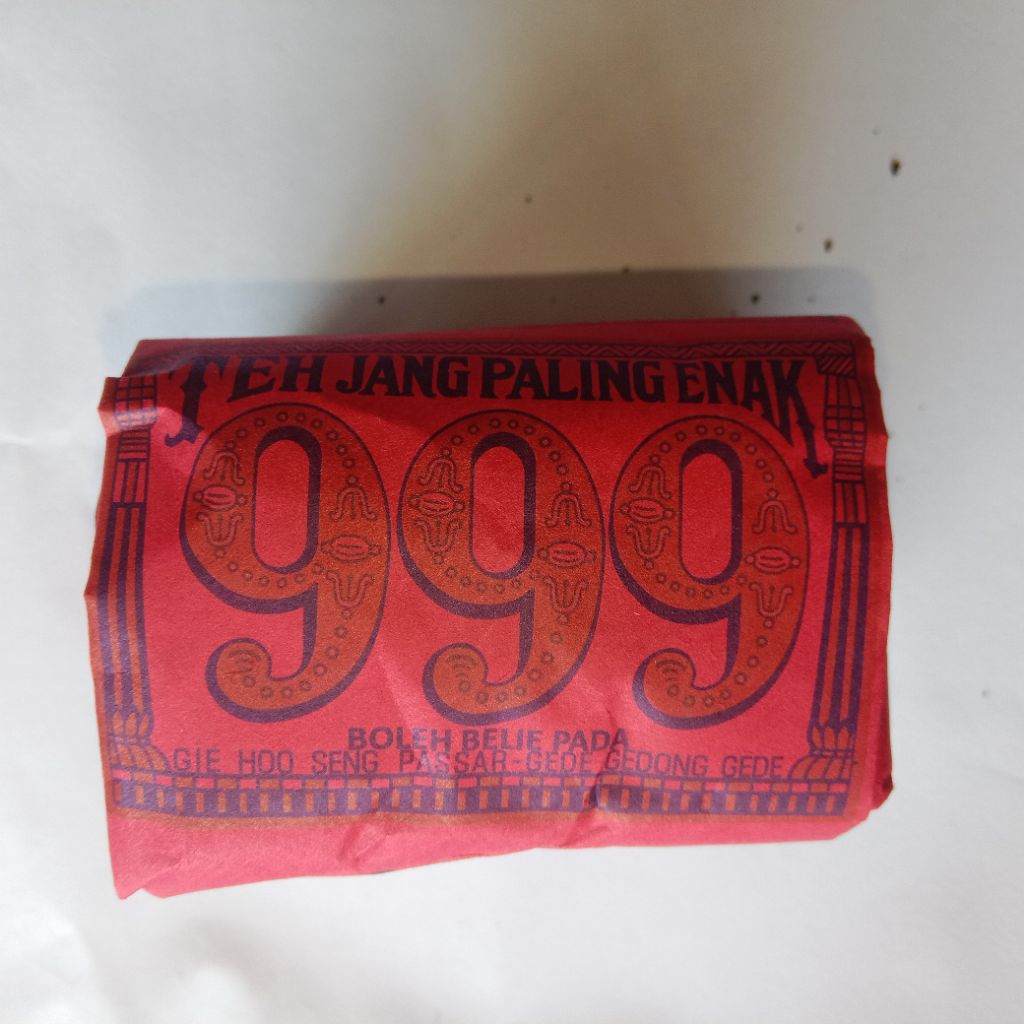 TEH JANG PALING ENAK
999
BOLEH BELIE PADA
GIE HOO SENG PASSAR-GEDE GEDONG GEDE